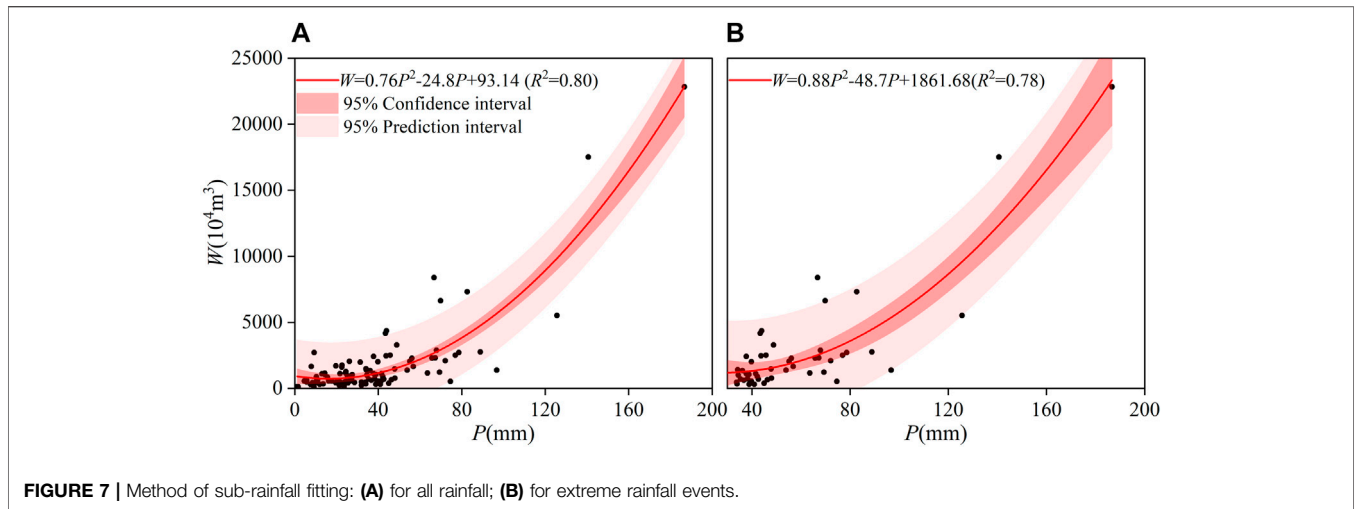 A
B
W=0.76P²-24.8P+93.14 (R²=0.80)
95% Confidence interval
95% Prediction interval
W=0.88P²-48.7P+1861.68(R²=0.78)
25000
20000
15000
10000
5000
0
W(10⁴m³)
0 40 80 120 160 200
40 80 120 160 200
P(mm)
P(mm)
FIGURE 7 | Method of sub-rainfall fitting: (A) for all rainfall; (B) for extreme rainfall events.